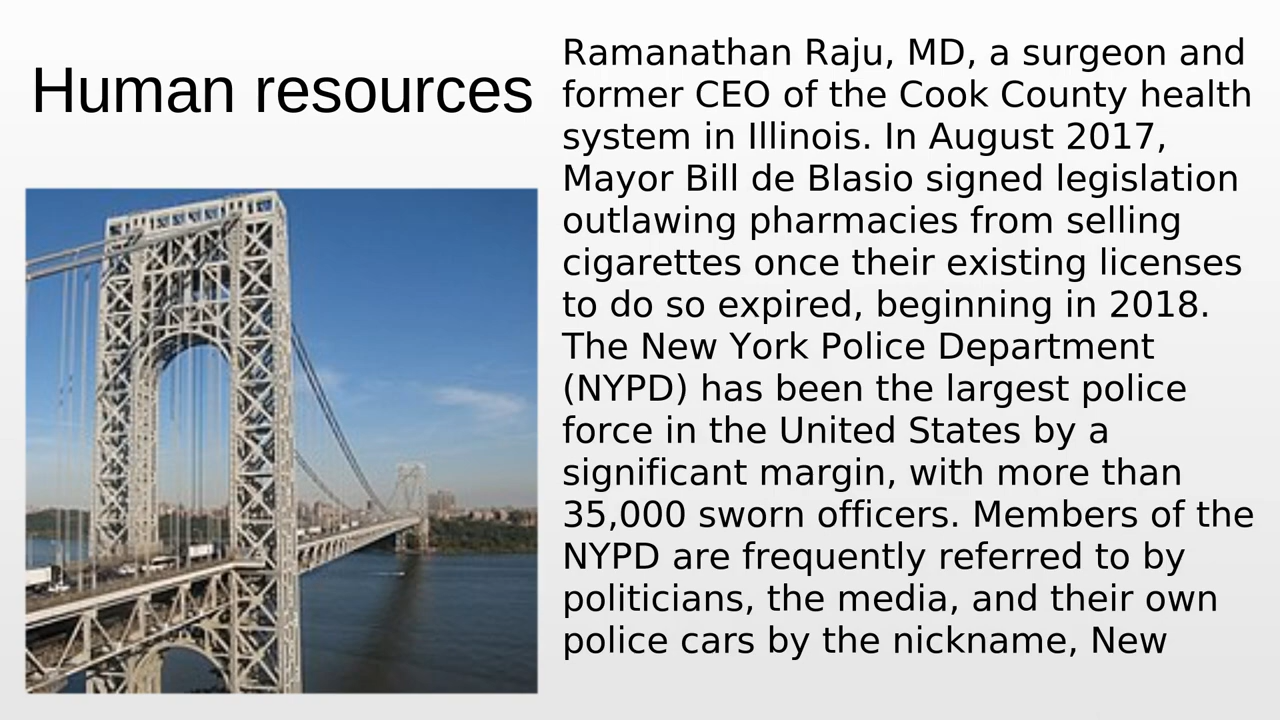 Human resources
Ramanathan Raju, MD, a surgeon and
former CEO of the Cook County health
system in Illinois. In August 2017,
Mayor Bill de Blasio signed legislation
outlawing pharmacies from selling
cigarettes once their existing licenses
to do so expired, beginning in 2018.
The New York Police Department
(NYPD) has been the largest police
force in the United States by a
significant margin, with more than
35,000 sworn officers. Members of the
NYPD are frequently referred to by
politicians, the media, and their own
police cars by the nickname, New